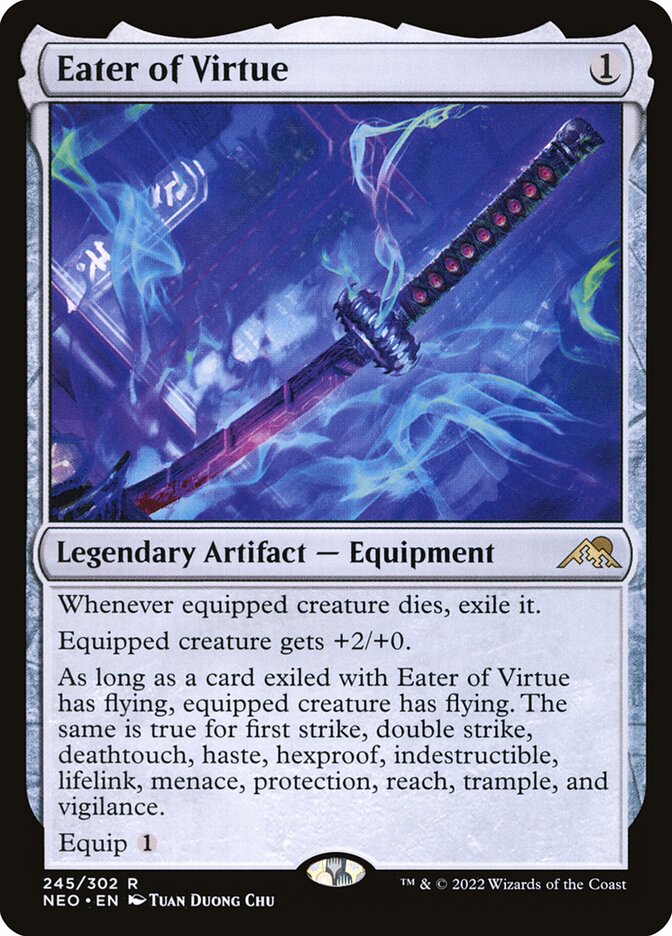 Eater of Virtue 1
Legendary Artifact — Equipment
Whenever equipped creature dies, exile it.
Equipped creature gets +2/+0.
As long as a card exiled with Eater of Virtue
has flying, equipped creature has flying. The
same is true for first strike, double strike,
deathtouch, haste, hexproof, indestructible,
lifelink, menace, protection, reach, trample, and
vigilance.
Equip 1
245/302 R
NEO • EN Tuan Duong Chu
™ & © 2022 Wizards of the Coast